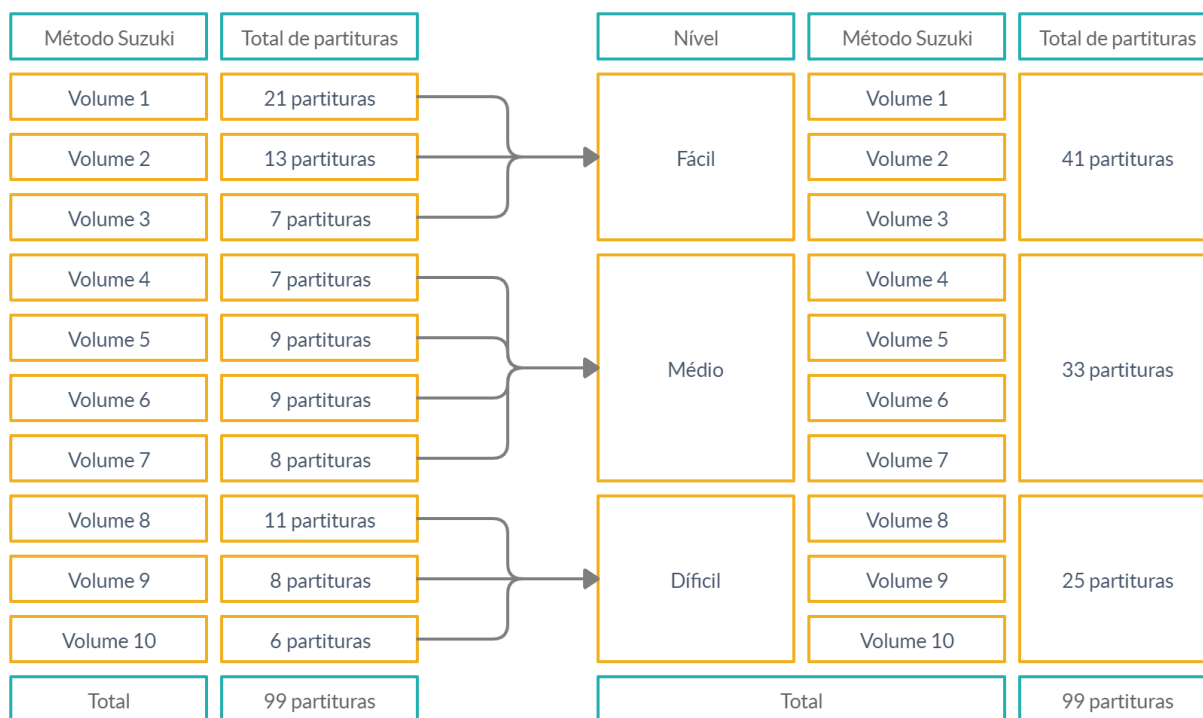 Método Suzuki Total de partituras Nível Método Suzuki Total de partituras
Volume 1 21 partituras Volume 1
Volume 2 13 partituras Fácil Volume 2 41 partituras
Volume 3 7 partituras Volume 3
Volume 4 7 partituras Volume 4
Volume 5 9 partituras Volume 5
Médio 33 partituras
Volume 6 9 partituras Volume 6
Volume 7 8 partituras Volume 7
Volume 8 11 partituras Volume 8
Volume 9 8 partituras Díficil Volume 9 25 partituras
Volume 10 6 partituras Volume 10
Total 99 partituras Total 99 partituras